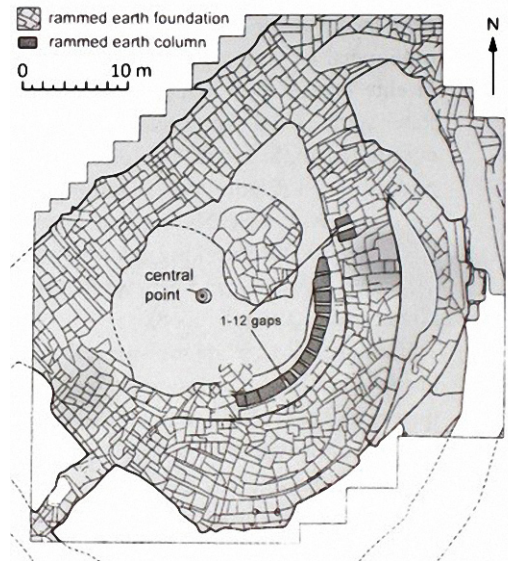 rammed earth foundation
rammed earth column
0 10 m
N
central
point
1-12 gaps